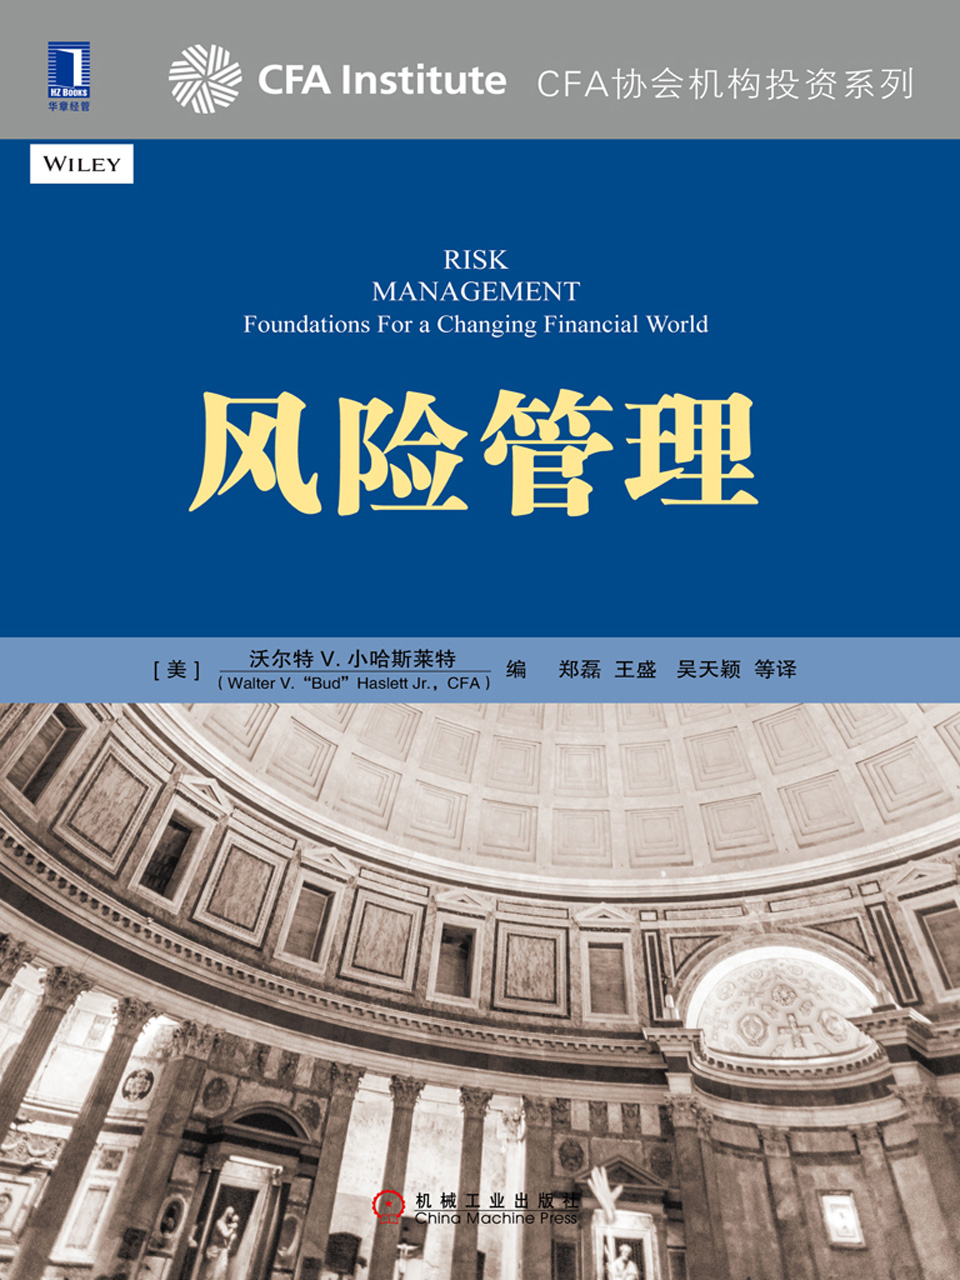 HZ BOOKS
华章经管
CFA Institute
CFA协会机构投资系列
WILEY
RISK
MANAGEMENT
Foundations For a Changing Financial World
风险管理
[美] 沃尔特 V. 小哈斯莱特 编 郑磊 王盛 吴天颖 等译
(Walter V. “Bud” Haslett Jr., CFA)
机械工业出版社
China Machine Press